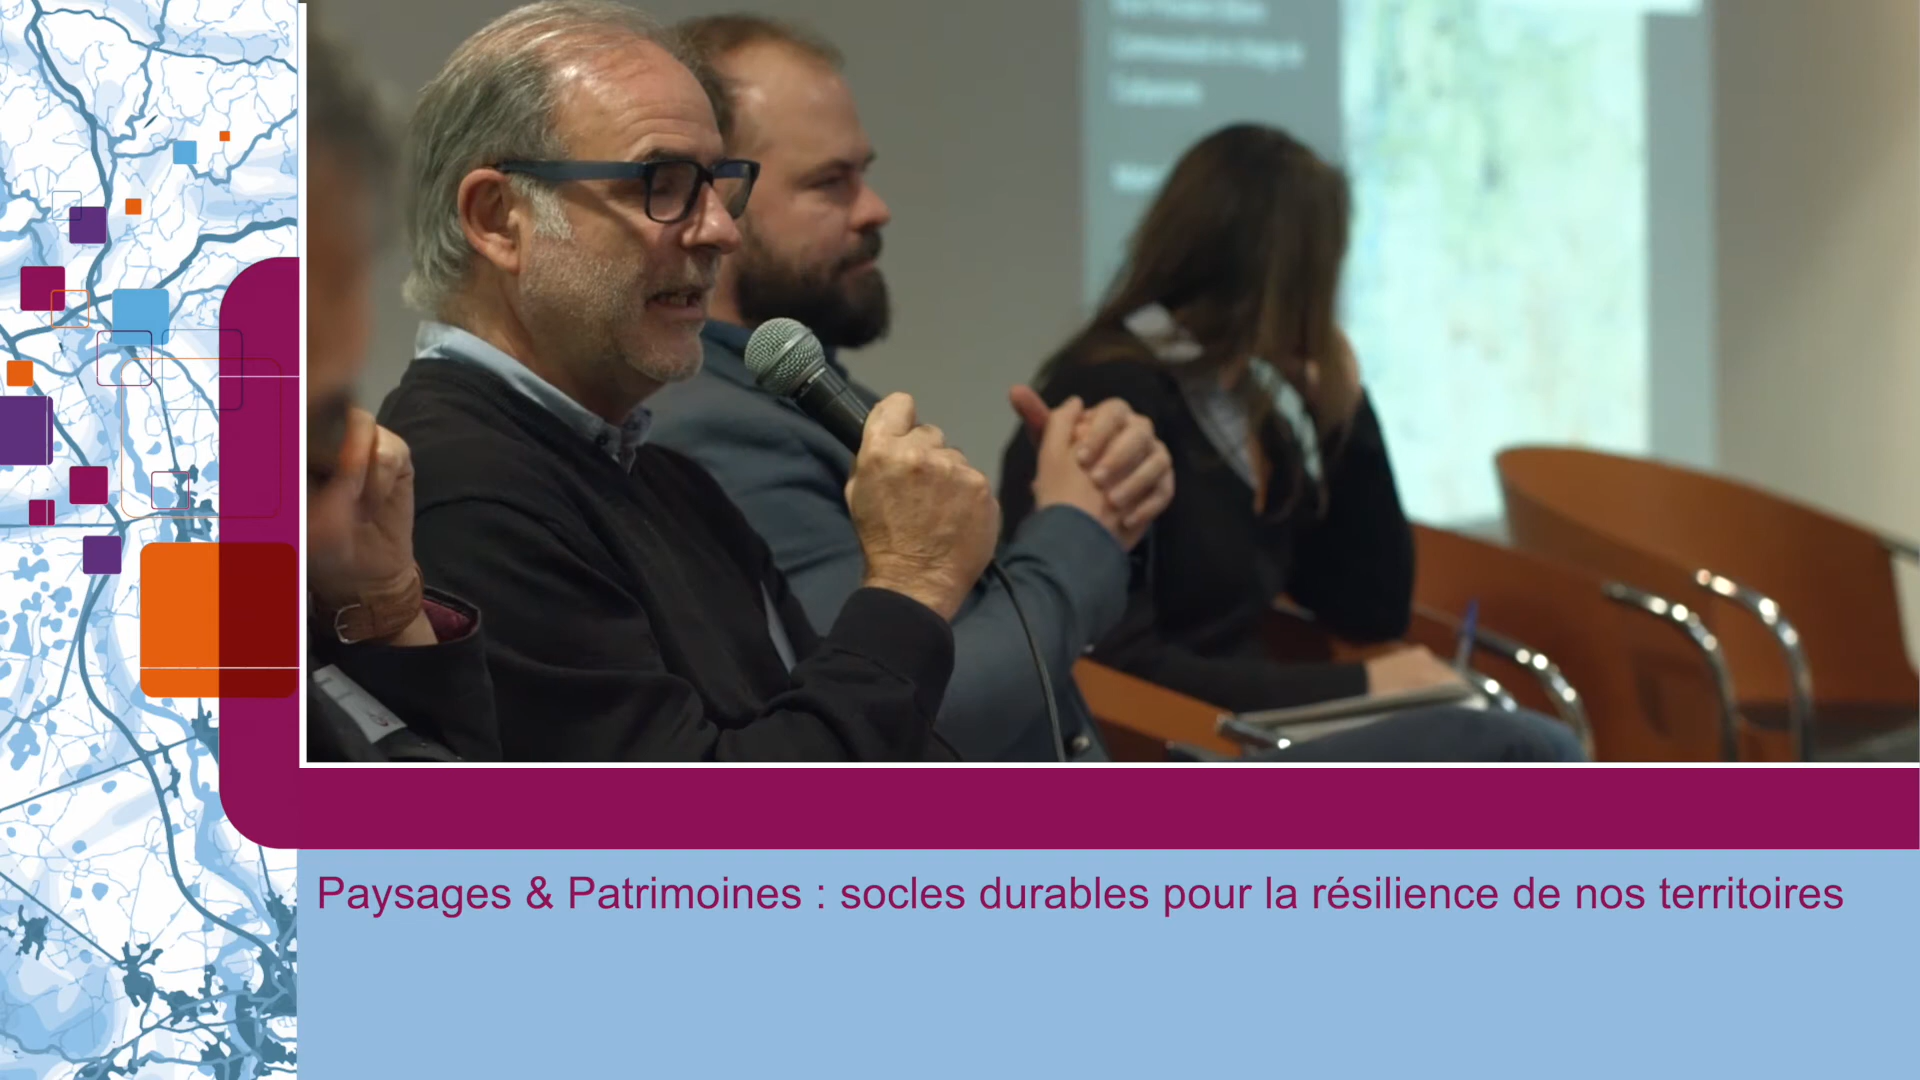 Paysages & Patrimoines : socles durables pour la résilience de nos territoires